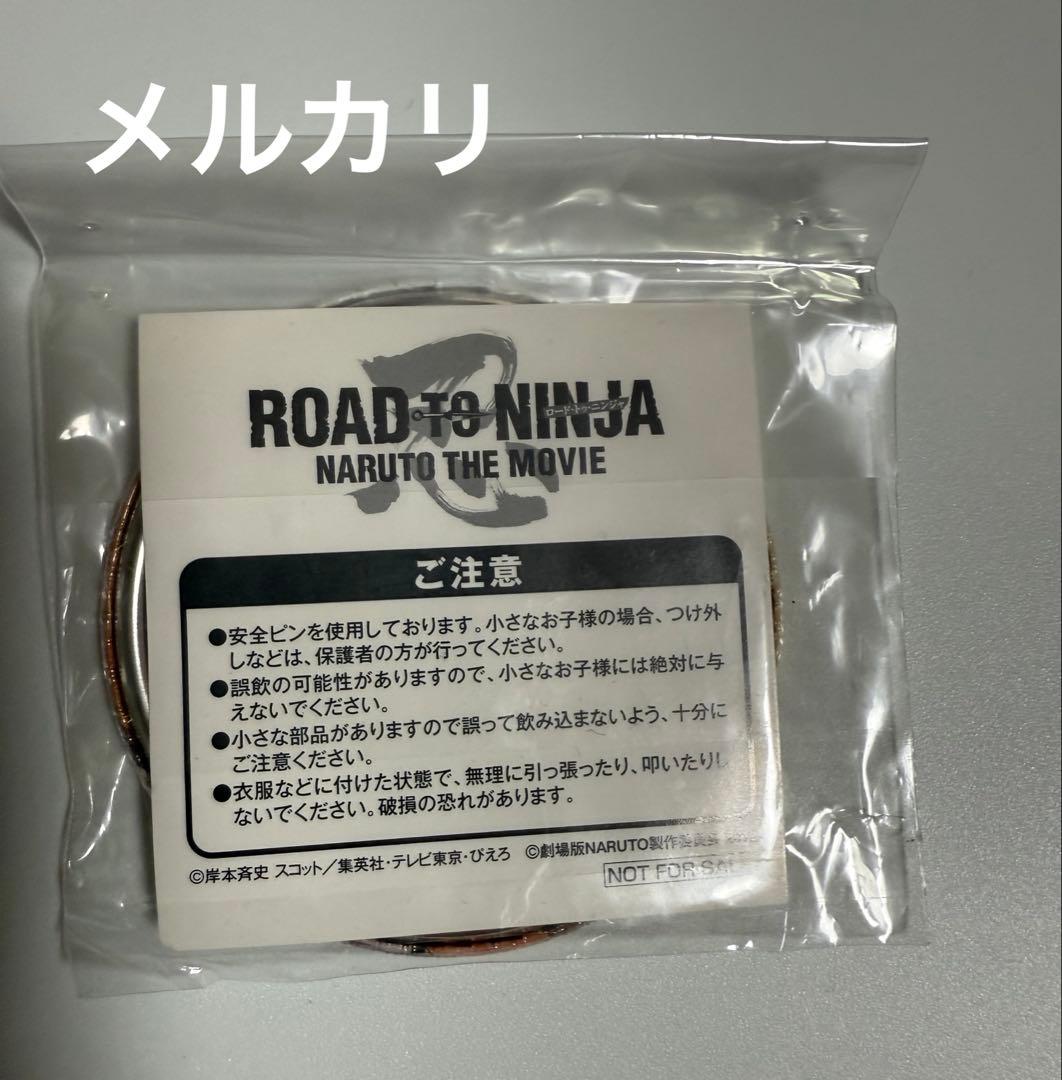 メルカリ
忍
ROAD TO NINJA
ロード・トゥ・ニンジャ
NARUTO THE MOVIE
ご注意
●安全ピンを使用しております。小さなお子様の場合、つけ外
しなどは、保護者の方が行ってください。
●誤飲の可能性がありますので、小さなお子様には絶対に与
えないでください。
●小さな部品がありますので誤って飲み込まないよう、十分に
ご注意ください。
●衣服などに付けた状態で、無理に引っ張ったり、叩いたりし
ないでください。破損の恐れがあります。
©岸本斉史 スコット／集英社・テレビ東京・ぴえろ ©劇場版NARUTO製作委員会
NOT FOR SALE